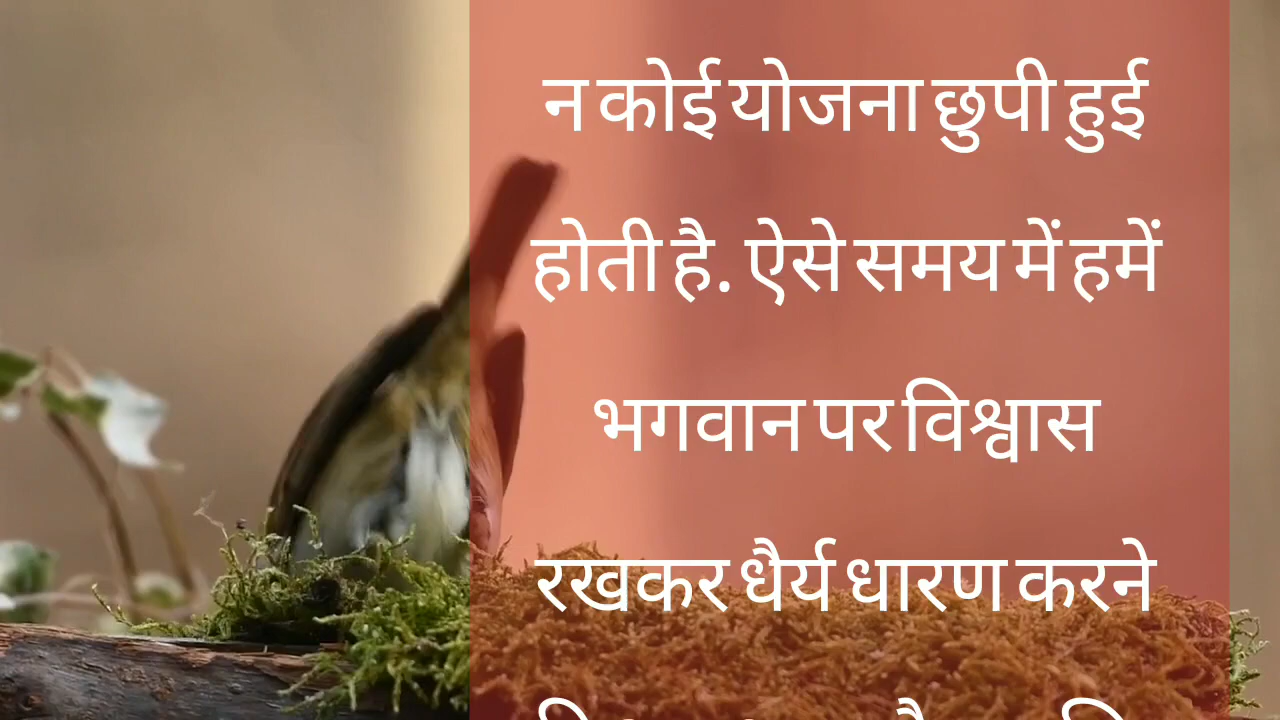 न कोई योजना छुपी हुई
होती है. ऐसे समय में हमें
भगवान पर विश्वास
रखकर धैर्य धारण करने